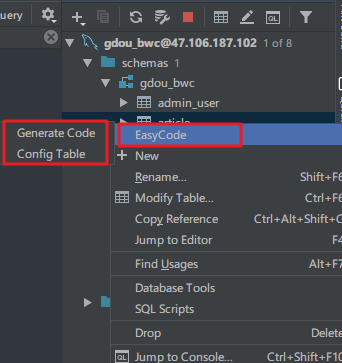 uery
gdou_bwc@47.106.187.102 1 of 8
schemas 1
gdou_bwc
admin_user
article
Generate Code
Config Table
EasyCode
New
Rename... Shift+F6
Modify Table... Ctrl+F6
Copy Reference Ctrl+Alt+Shift+C
Jump to Editor F4
Find Usages Alt+F7
Database Tools
SQL Scripts
Drop Delete
QL Jump to Console... Ctrl+Shift+F10